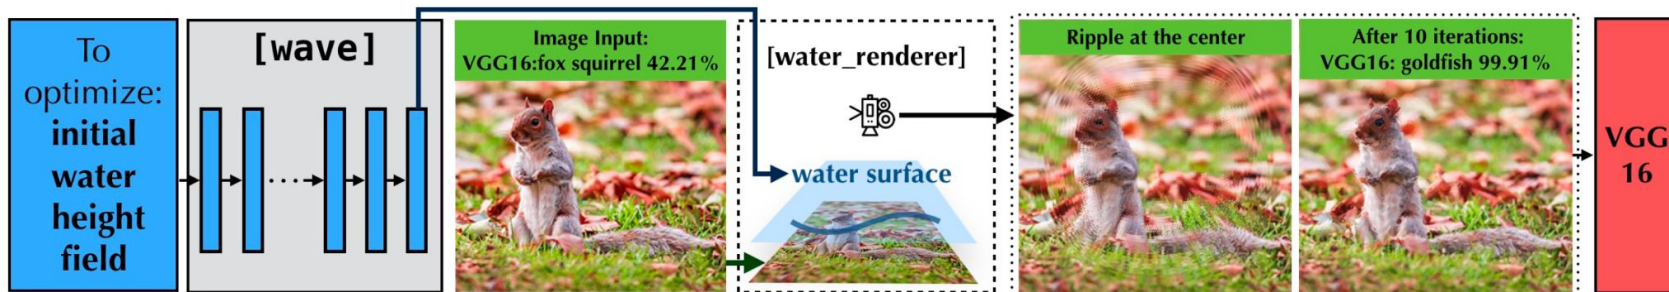 To
optimize:
initial
water
height
field
[wave]
Image Input:
VGG16:fox squirrel 42.21%
[water_renderer]
water surface
Ripple at the center
After 10 iterations:
VGG16: goldfish 99.91%
VGG
16